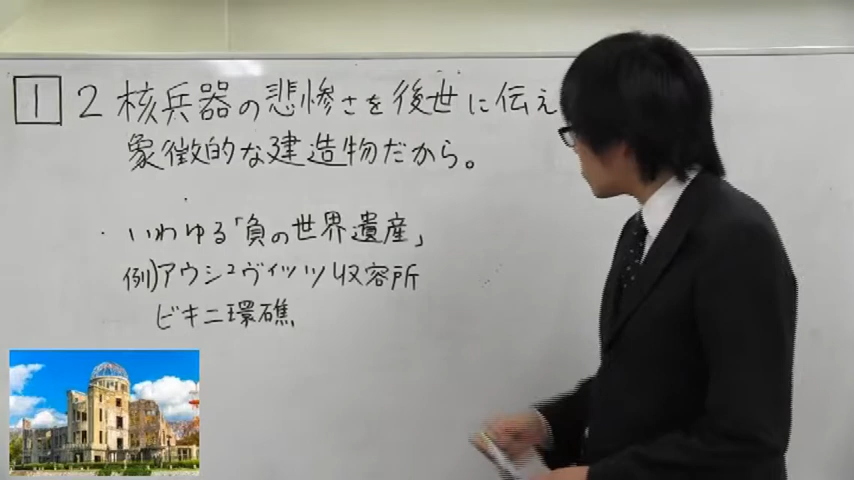 1 2 核兵器の悲惨さを後世に伝え
象徴的な建造物だから。
・いわゆる「負の世界遺産」
例)アウシュヴィッツ収容所
ビキニ環礁